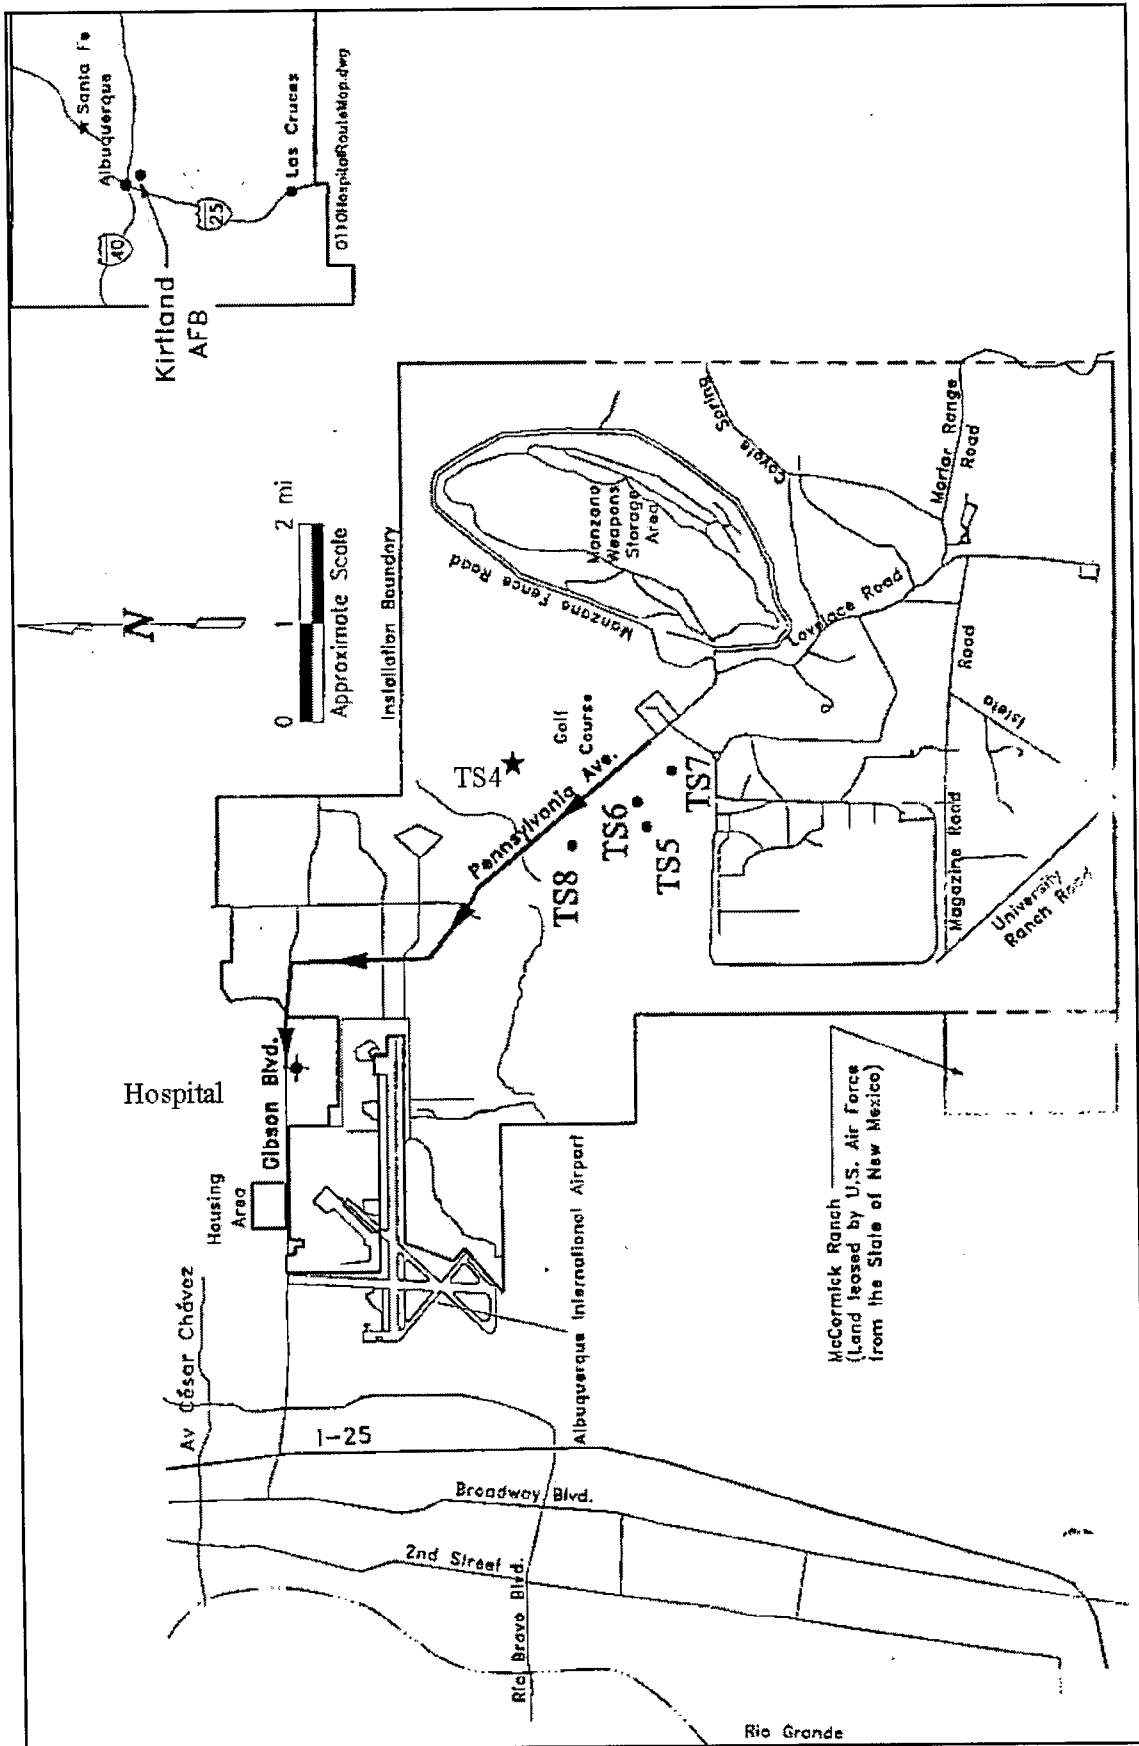 Santa Fe
Albuquerque
40
25
Las Cruces
Kirtland
AFB
0110HospitalRouteMap.dwg
N
0
1
2 mi
Approximate Scale
Installation Boundary
Av César Chávez
Housing
Area
Hospital
Gibson Blvd.
I-25
Broadway Blvd.
2nd Street
Rio Bravo Blvd.
Rio Grande
Albuquerque International Airport
Pennsylvania Ave.
TS4
Golf
Course
TS8
TS6
TS5
TS7
Manzano Fence Road
Manzano
Weapons
Storage
Area
Lovelace Road
Coyote
Spring
Mortar Range
Road
Magazine Road
Road
Isleta
University
Ranch Road
McCormick Ranch
(Land leased by U.S. Air Force
from the State of New Mexico)